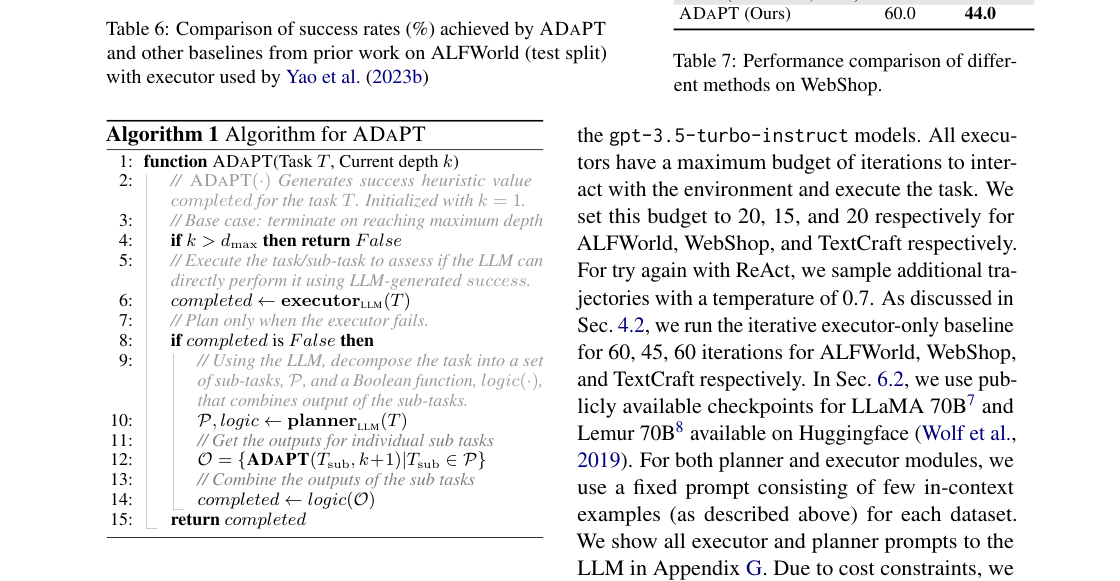 Table 6: Comparison of success rates (%) achieved by ADAPT
and other baselines from prior work on ALFWorld (test split)
with executor used by Yao et al. (2023b)
ADAPT (Ours) 60.0 44.0
Table 7: Performance comparison of differ-
ent methods on WebShop.
Algorithm 1 Algorithm for ADAPT
1: function ADAPT(Task T, Current depth k)
2: // ADAPT(·) Generates success heuristic value
completed for the task T. Initialized with k = 1.
3: // Base case: terminate on reaching maximum depth
4: if k > d_max then return False
5: // Execute the task/sub-task to assess if the LLM can
directly perform it using LLM-generated success.
6: completed ← executor_LLM(T)
7: // Plan only when the executor fails.
8: if completed is False then
9: // Using the LLM, decompose the task into a set
of sub-tasks, P, and a Boolean function, logic(·),
that combines output of the sub-tasks.
10: P, logic ← planner_LLM(T)
11: // Get the outputs for individual sub tasks
12: O = {ADAPT(T_sub, k+1)|T_sub ∈ P}
13: // Combine the outputs of the sub tasks
14: completed ← logic(O)
15: return completed
the gpt-3.5-turbo-instruct models. All execu-
tors have a maximum budget of iterations to inter-
act with the environment and execute the task. We
set this budget to 20, 15, and 20 respectively for
ALFWorld, WebShop, and TextCraft respectively.
For try again with ReAct, we sample additional tra-
jectories with a temperature of 0.7. As discussed in
Sec. 4.2, we run the iterative executor-only baseline
for 60, 45, 60 iterations for ALFWorld, WebShop,
and TextCraft respectively. In Sec. 6.2, we use pub-
licly available checkpoints for LLaMA 70B⁷ and
Lemur 70B⁸ available on Huggingface (Wolf et al.,
2019). For both planner and executor modules, we
use a fixed prompt consisting of few in-context
examples (as described above) for each dataset.
We show all executor and planner prompts to the
LLM in Appendix G. Due to cost constraints, we